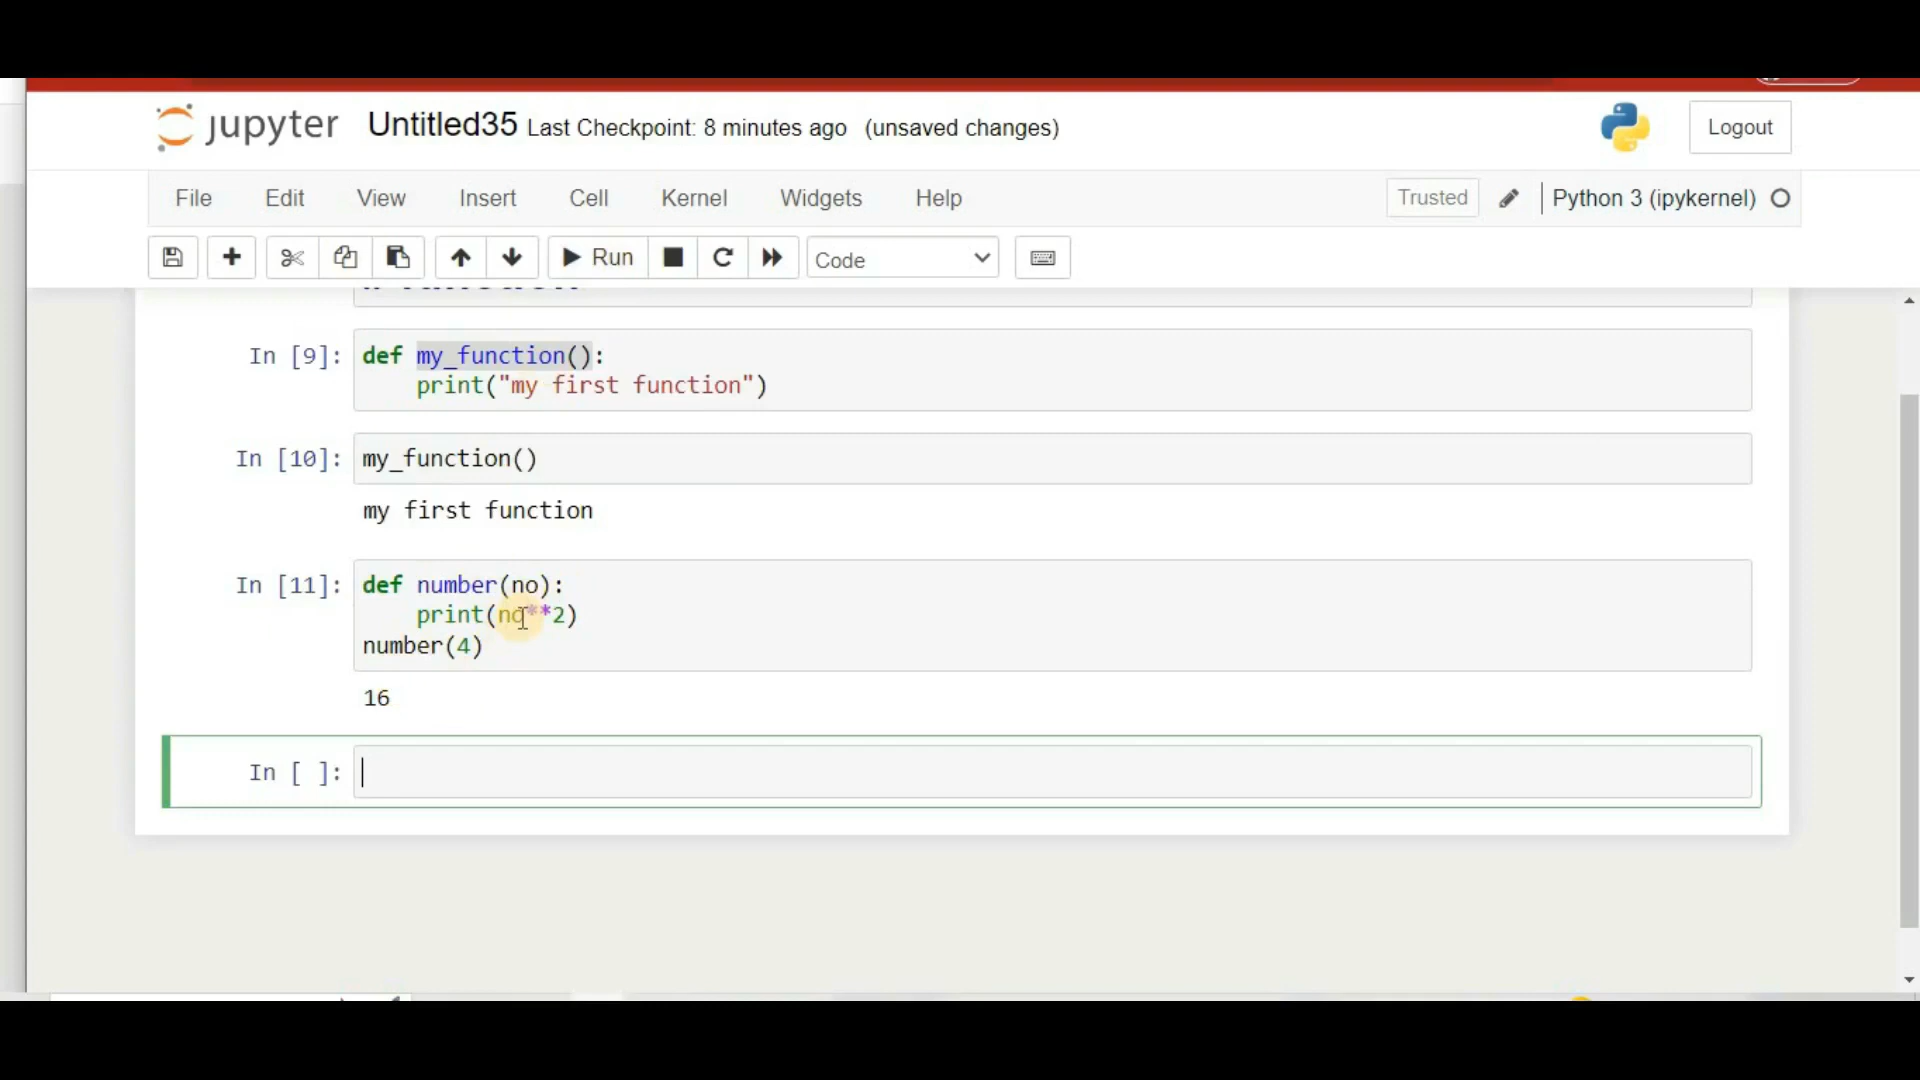 jupyter Untitled35 Last Checkpoint: 8 minutes ago (unsaved changes)
Logout
File Edit View Insert Cell Kernel Widgets Help
Trusted Python 3 (ipykernel)
Run Code
In [9]: def my_function():
print("my first function")
In [10]: my_function()
my first function
In [11]: def number(no):
print(no**2)
number(4)
16
In [ ]: